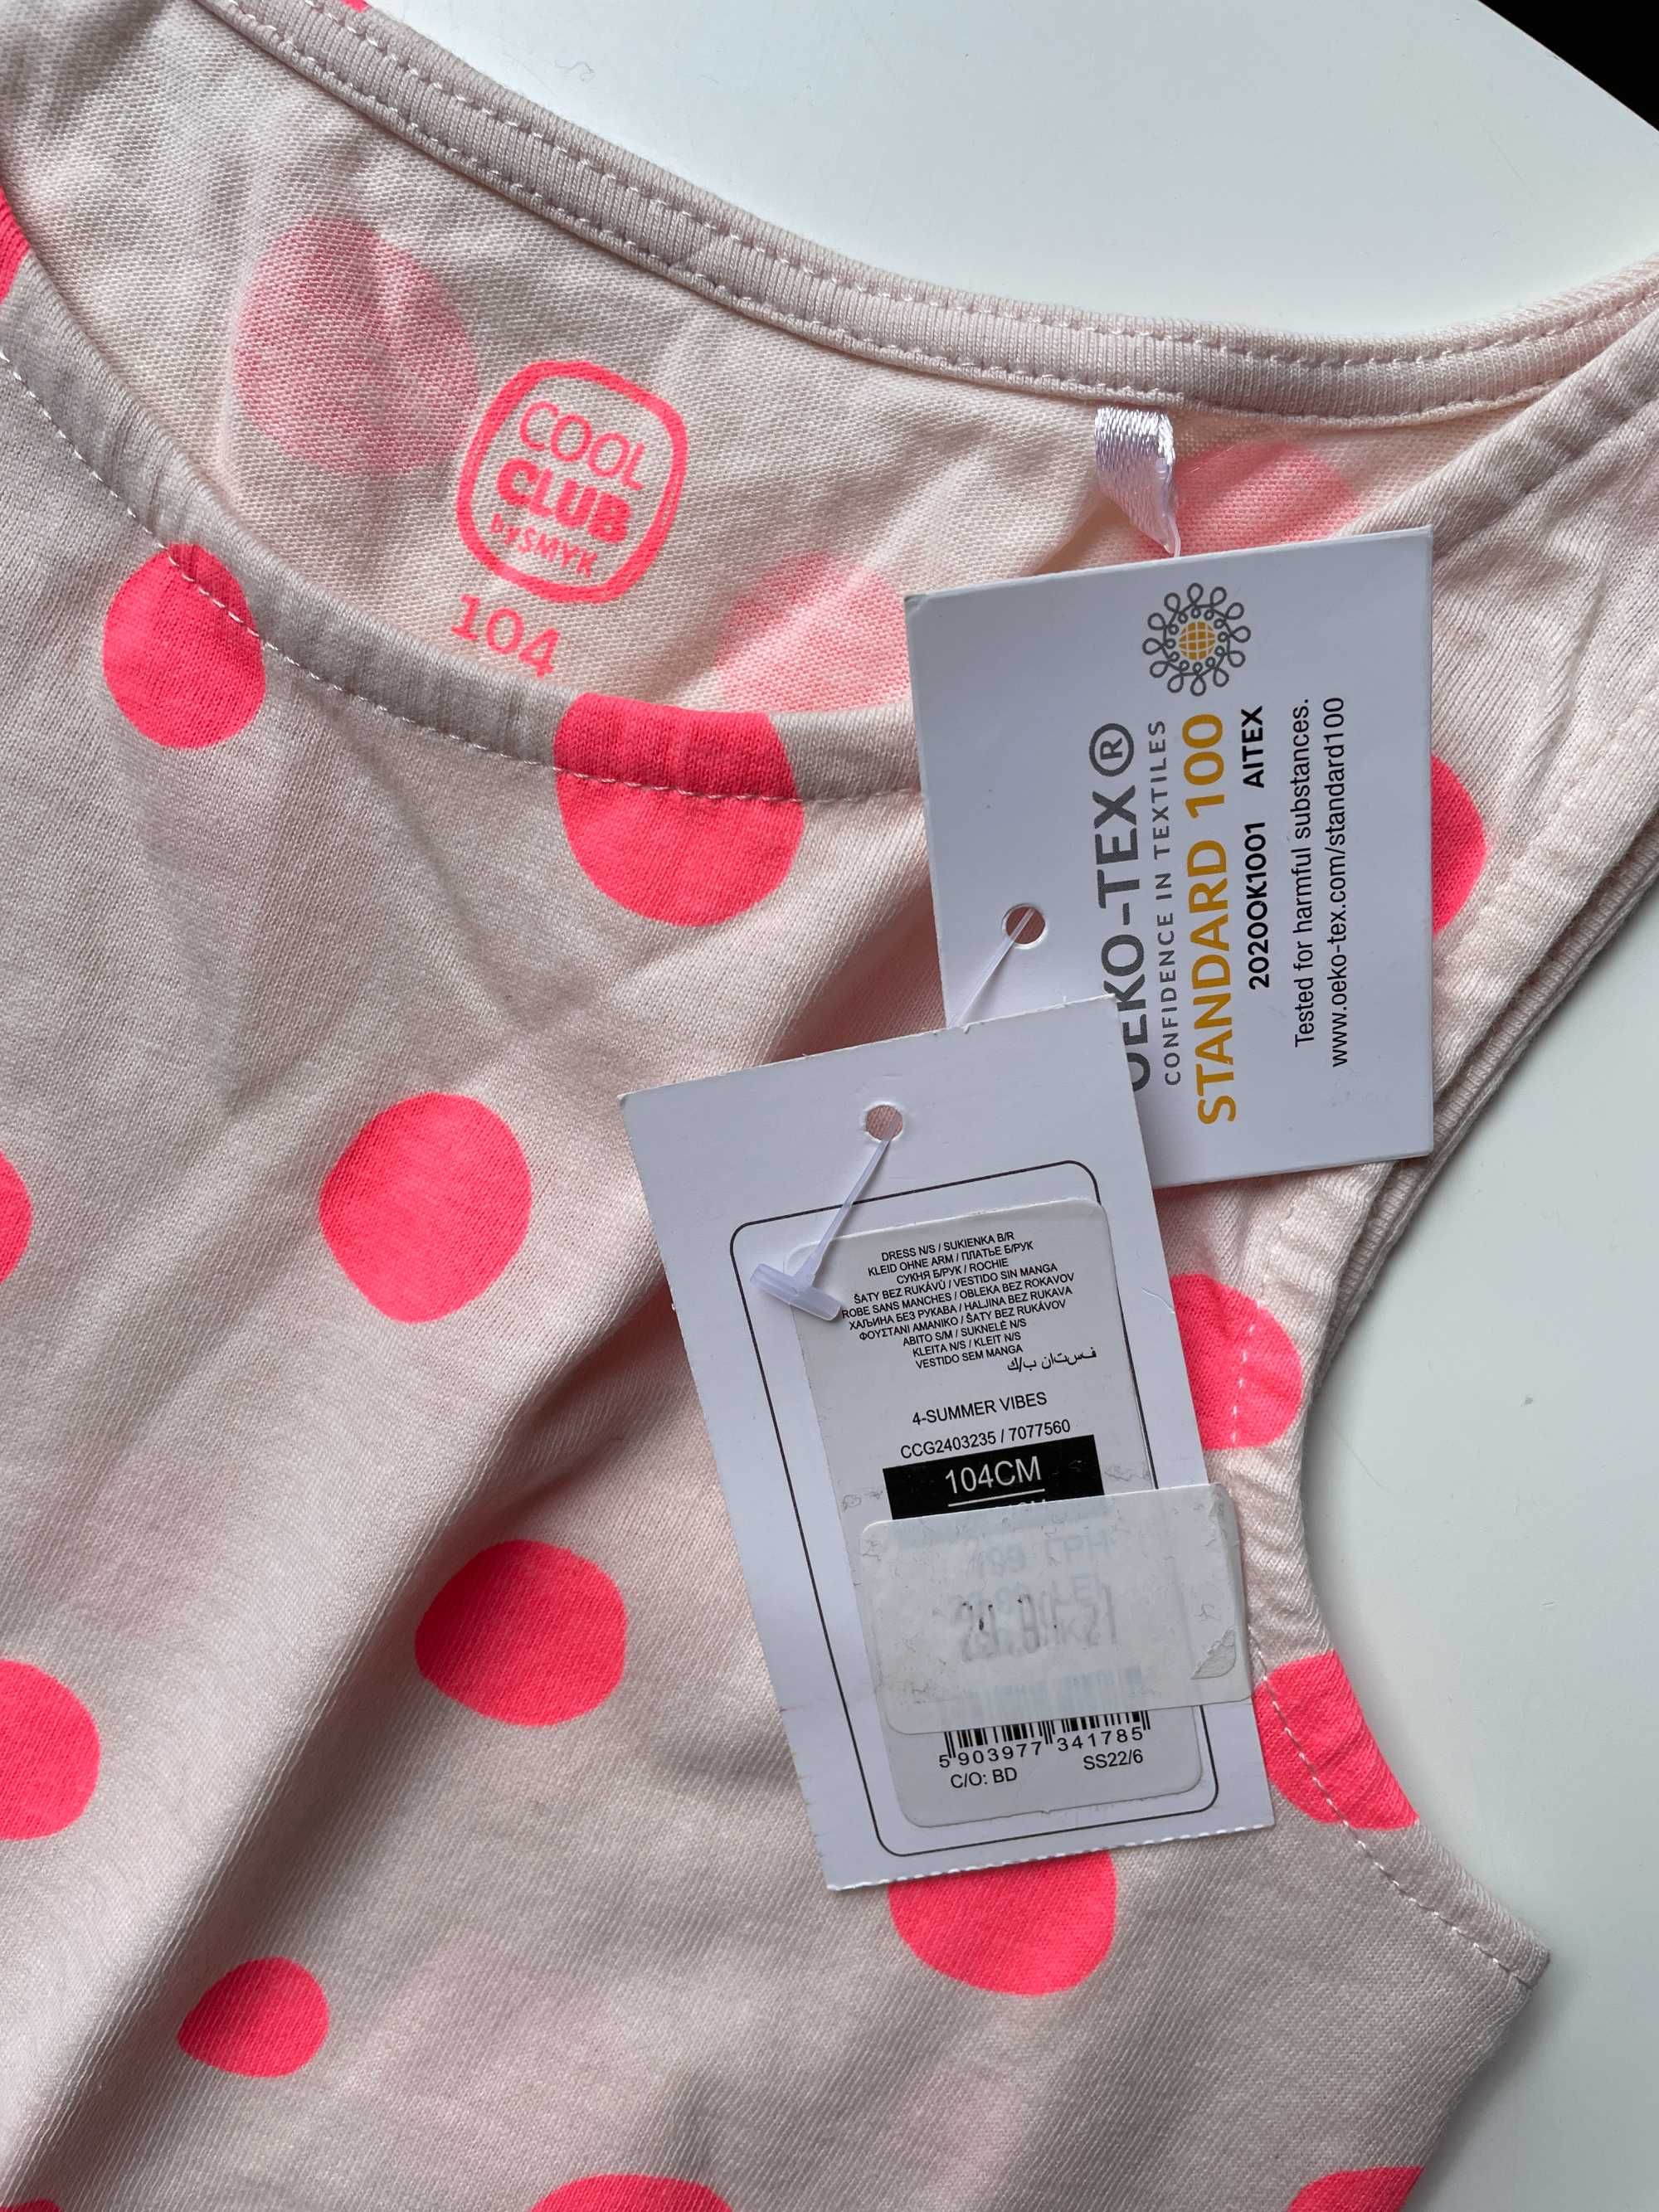 COOL
CLUB
BY SMYK
104
OEKO-TEX®
CONFIDENCE IN TEXTILES
STANDARD 100
2020OK1001 AITEX
Tested for harmful substances.
www.oeko-tex.com/standard100
DRESS N/S / SUKIENKA B/R
KLEID OHNE ARM / ПЛАТЬЕ Б/РУК
СУКНЯ Б/РУК / ROCHIE
ŠATY BEZ RUKÁVŮ / VESTIDO SIN MANGA
ROBE SANS MANCHES / OBLEKA BEZ ROKAVOV
ХАЉИНА БЕЗ РУКАВА / HALJINA BEZ RUKAVA
ΦΟΥΣΤΑΝΙ ΑΜΑΝΙΚΟ / ŠATY BEZ RUKÁVOV
ABITO S/M / SUKNELĖ N/S
KLEITA N/S / KLEIT N/S
VESTIDO SEM MANGA
فستان ب/ك
4-SUMMER VIBES
CCG2403235 / 7077560
104CM
5 903977 341785
C/O: BD SS22/6